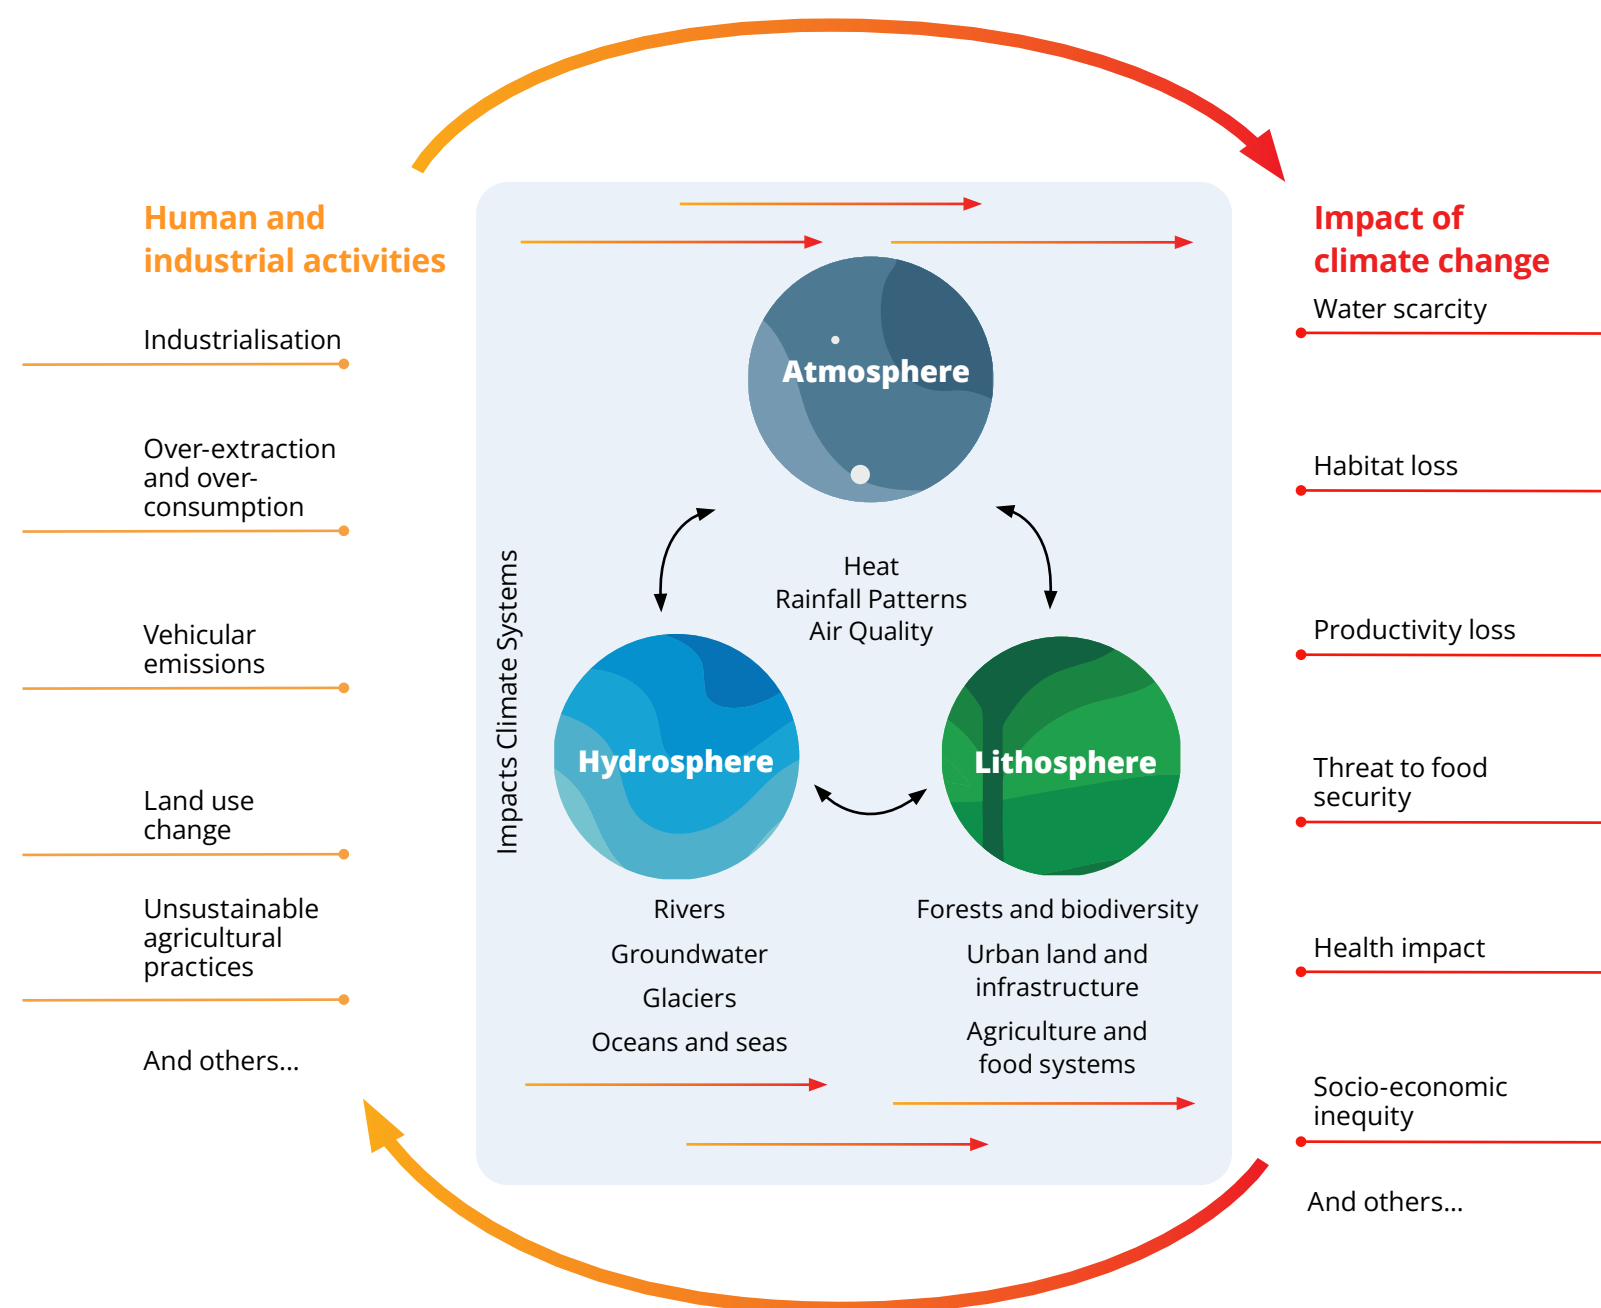 Human and
industrial activities
Industrialisation
Over-extraction
and over-
consumption
Vehicular
emissions
Land use
change
Unsustainable
agricultural
practices
And others...
Impacts Climate Systems
Atmosphere
Heat
Rainfall Patterns
Air Quality
Hydrosphere
Rivers
Groundwater
Glaciers
Oceans and seas
Lithosphere
Forests and biodiversity
Urban land and
infrastructure
Agriculture and
food systems
Impact of
climate change
Water scarcity
Habitat loss
Productivity loss
Threat to food
security
Health impact
Socio-economic
inequity
And others...